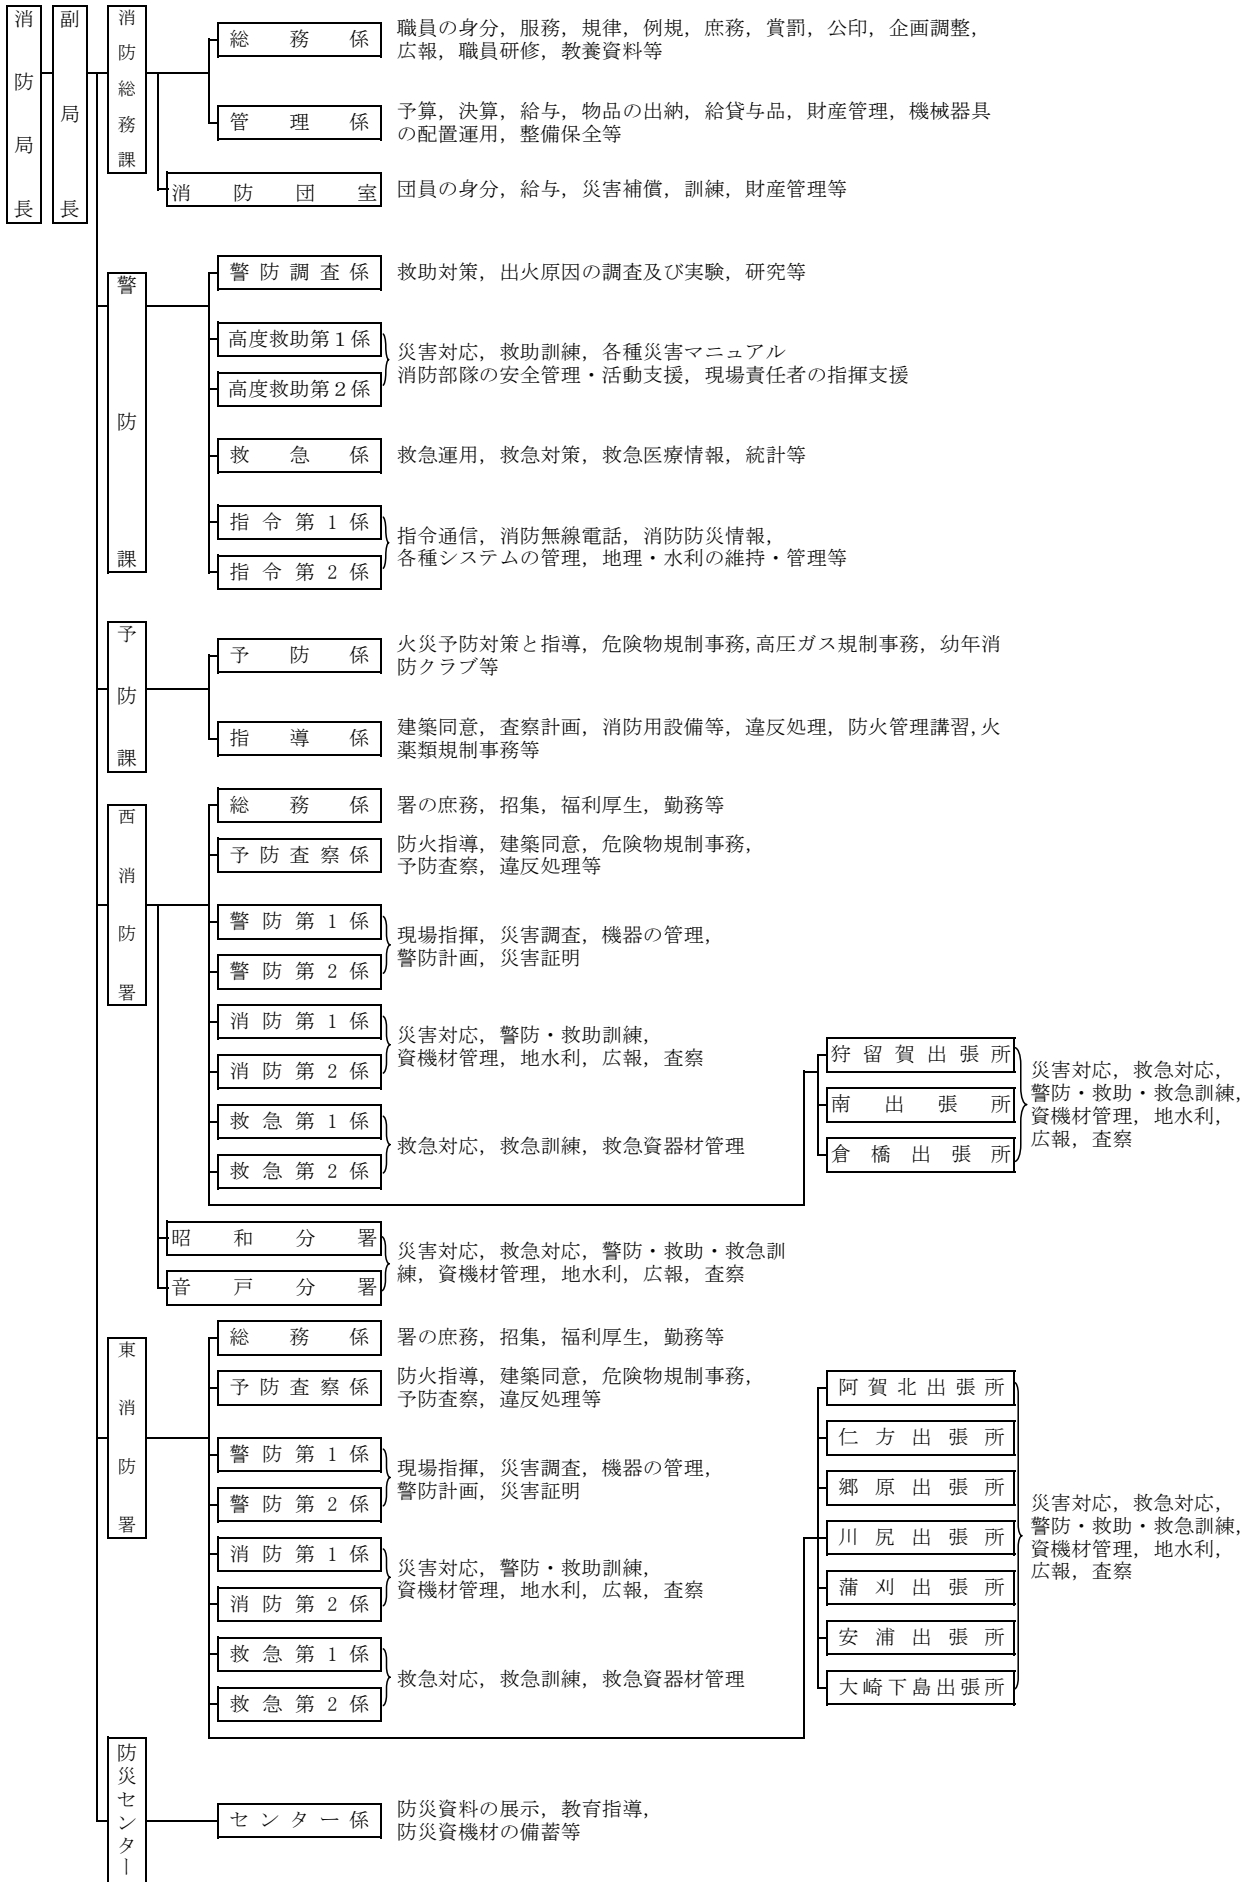 消防局長
副局長
消防総務課
総務係
職員の身分，服務，規律，例規，庶務，賞罰，公印，企画調整，
広報，職員研修，教養資料等
管理係
予算，決算，給与，物品の出納，給貸与品，財産管理，機械器具
の配置運用，整備保全等
消防団室
団員の身分，給与，災害補償，訓練，財産管理等
警防課
警防調査係
救助対策，出火原因の調査及び実験，研究等
高度救助第１係
高度救助第２係
災害対応，救助訓練，各種災害マニュアル
消防部隊の安全管理・活動支援，現場責任者の指揮支援
救急係
救急運用，救急対策，救急医療情報，統計等
指令第1係
指令第2係
指令通信，消防無線電話，消防防災情報，
各種システムの管理，地理・水利の維持・管理等
予防課
予防係
火災予防対策と指導，危険物規制事務,高圧ガス規制事務，幼年消
防クラブ等
指導係
建築同意，査察計画，消防用設備等，違反処理，防火管理講習,火
薬類規制事務等
西消防署
総務係
署の庶務，招集，福利厚生，勤務等
予防査察係
防火指導，建築同意，危険物規制事務，
予防査察，違反処理等
警防第1係
警防第2係
現場指揮，災害調査，機器の管理，
警防計画，災害証明
消防第1係
消防第2係
災害対応，警防・救助訓練，
資機材管理，地水利，広報，査察
救急第1係
救急第2係
救急対応，救急訓練，救急資器材管理
狩留賀出張所
南出張所
倉橋出張所
災害対応，救急対応，
警防・救助・救急訓練，
資機材管理，地水利，
広報，査察
昭和分署
音戸分署
災害対応，救急対応，警防・救助・救急訓
練，資機材管理，地水利，広報，査察
東消防署
総務係
署の庶務，招集，福利厚生，勤務等
予防査察係
防火指導，建築同意，危険物規制事務，
予防査察，違反処理等
警防第1係
警防第2係
現場指揮，災害調査，機器の管理，
警防計画，災害証明
消防第1係
消防第2係
災害対応，警防・救助訓練，
資機材管理，地水利，広報，査察
救急第1係
救急第2係
救急対応，救急訓練，救急資器材管理
阿賀北出張所
仁方出張所
郷原出張所
川尻出張所
蒲刈出張所
安浦出張所
大崎下島出張所
災害対応，救急対応，
警防・救助・救急訓練，
資機材管理，地水利，
広報，査察
防災センター
センター係
防災資料の展示，教育指導，
防災資機材の備蓄等